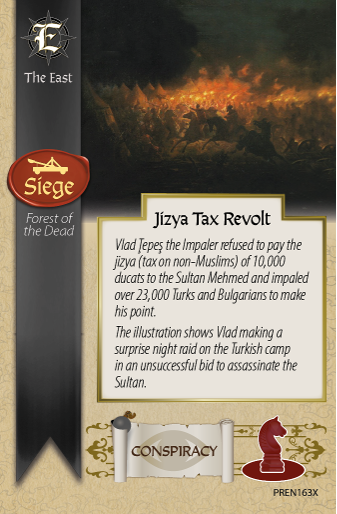 E
The East
Siege
Forest of
the Dead
Jizya Tax Revolt
Vlad Ţepeş the Impaler refused to pay the
jizya (tax on non-Muslims) of 10,000
ducats to the Sultan Mehmed and impaled
over 23,000 Turks and Bulgarians to make
his point.
The illustration shows Vlad making a
surprise night raid on the Turkish camp
in an unsuccessful bid to assassinate the
Sultan.
CONSPIRACY
PREN163X